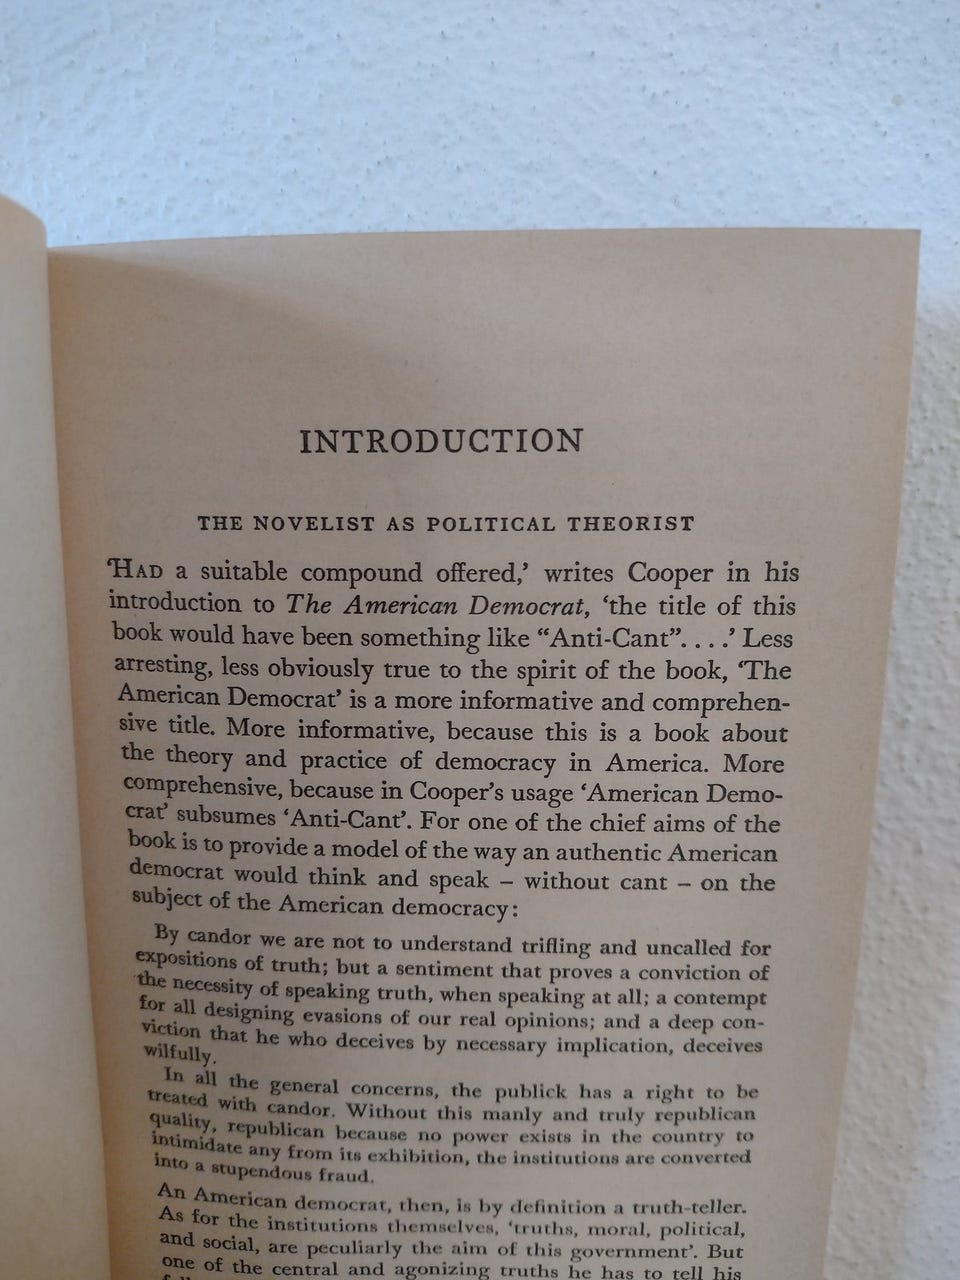 INTRODUCTION
THE NOVELIST AS POLITICAL THEORIST
‘HAD a suitable compound offered,’ writes Cooper in his
introduction to The American Democrat, ‘the title of this
book would have been something like “Anti-Cant”. . . .’ Less
arresting, less obviously true to the spirit of the book, ‘The
American Democrat’ is a more informative and comprehen-
sive title. More informative, because this is a book about
the theory and practice of democracy in America. More
comprehensive, because in Cooper’s usage ‘American Demo-
crat’ subsumes ‘Anti-Cant’. For one of the chief aims of the
book is to provide a model of the way an authentic American
democrat would think and speak – without cant – on the
subject of the American democracy:
By candor we are not to understand trifling and uncalled for
expositions of truth; but a sentiment that proves a conviction of
the necessity of speaking truth, when speaking at all; a contempt
for all designing evasions of our real opinions; and a deep con-
viction that he who deceives by necessary implication, deceives
wilfully.
In all the general concerns, the publick has a right to be
treated with candor. Without this manly and truly republican
quality, republican because no power exists in the country to
intimidate any from its exhibition, the institutions are converted
into a stupendous fraud.
An American democrat, then, is by definition a truth-teller.
As for the institutions themselves, ‘truths, moral, political,
and social, are peculiarly the aim of this government’. But
one of the central and agonizing truths he has to tell his